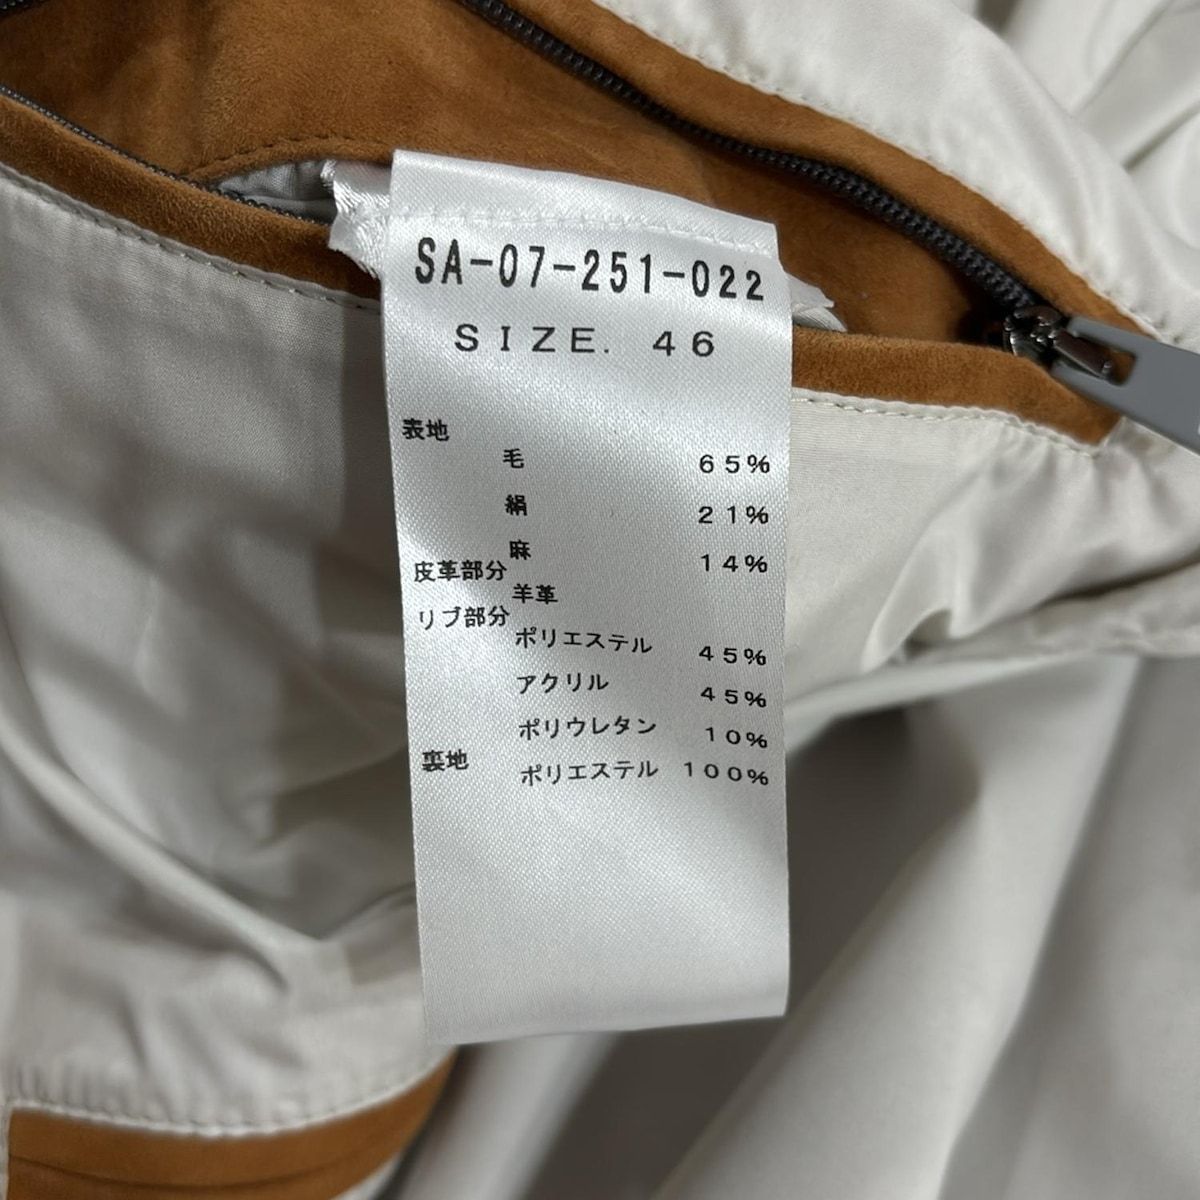 SA-07-251-022
SIZE. 46
表地
毛 65%
絹 21%
麻 14%
皮革部分
羊革
リブ部分
ポリエステル 45%
アクリル 45%
ポリウレタン 10%
裏地
ポリエステル 100%